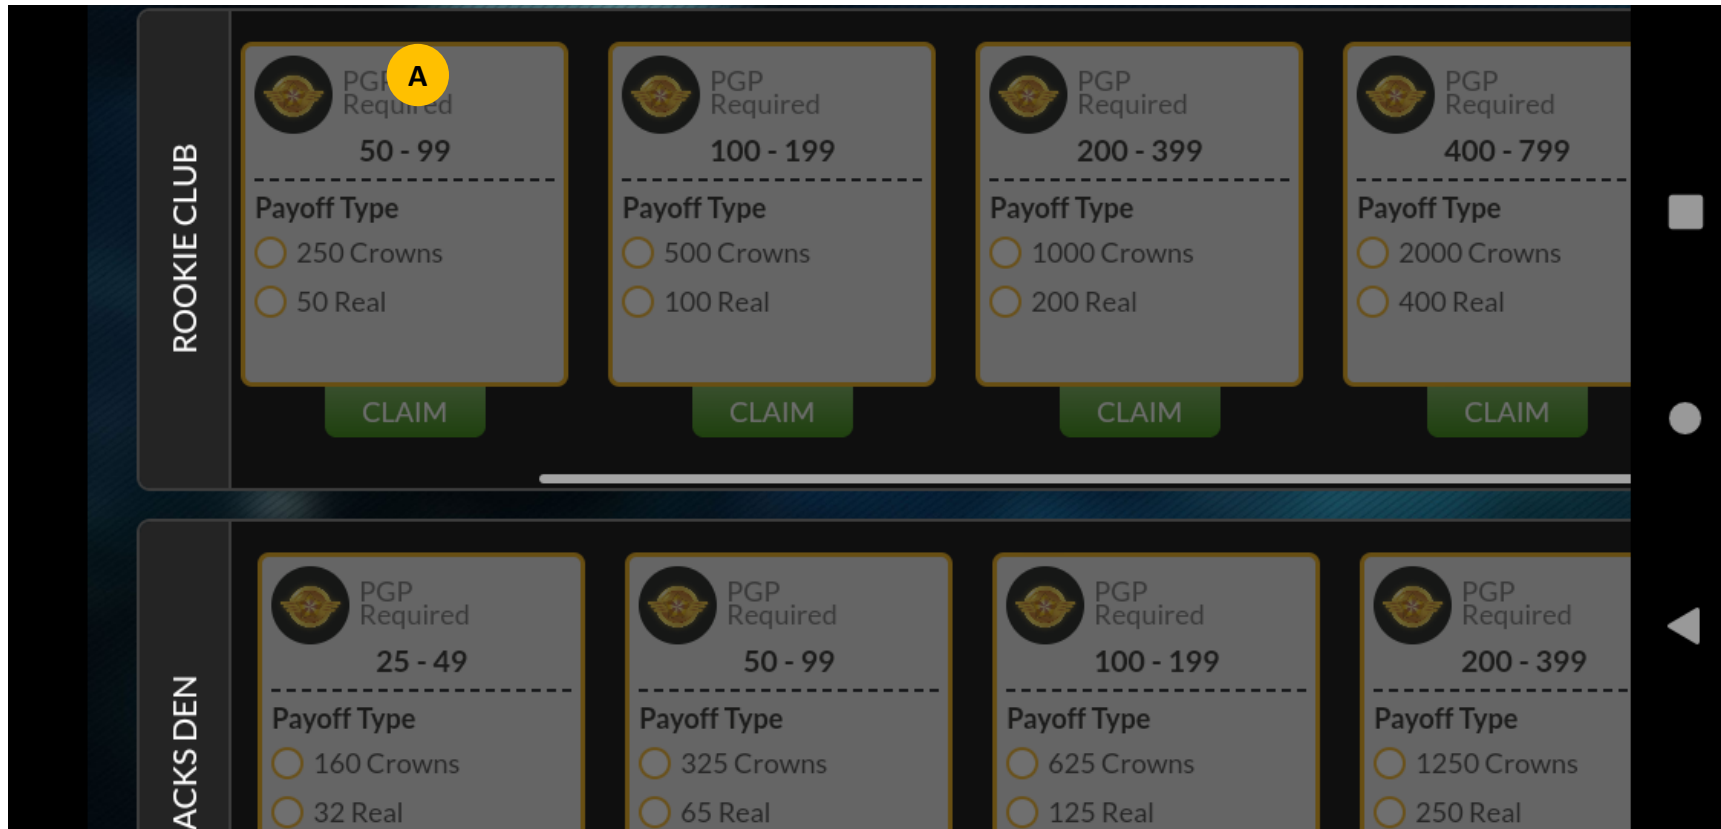 ROOKIE CLUB
A
PGP
Required
50 - 99
Payoff Type
250 Crowns
50 Real
CLAIM
PGP
Required
100 - 199
Payoff Type
500 Crowns
100 Real
CLAIM
PGP
Required
200 - 399
Payoff Type
1000 Crowns
200 Real
CLAIM
PGP
Required
400 - 799
Payoff Type
2000 Crowns
400 Real
CLAIM
ACKS DEN
PGP
Required
25 - 49
Payoff Type
160 Crowns
32 Real
PGP
Required
50 - 99
Payoff Type
325 Crowns
65 Real
PGP
Required
100 - 199
Payoff Type
625 Crowns
125 Real
PGP
Required
200 - 399
Payoff Type
1250 Crowns
250 Real